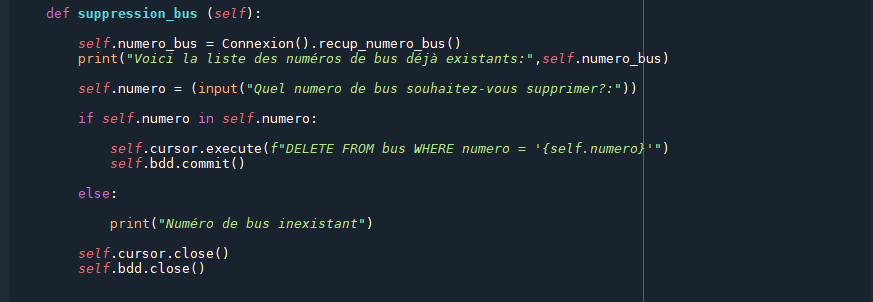 def suppression_bus (self):
self.numero_bus = Connexion().recup_numero_bus()
print("Voici la liste des numéros de bus déjà existants:",self.numero_bus)
self.numero = (input("Quel numero de bus souhaitez-vous supprimer?:"))
if self.numero in self.numero:
self.cursor.execute(f"DELETE FROM bus WHERE numero = '{self.numero}'")
self.bdd.commit()
else:
print("Numéro de bus inexistant")
self.cursor.close()
self.bdd.close()